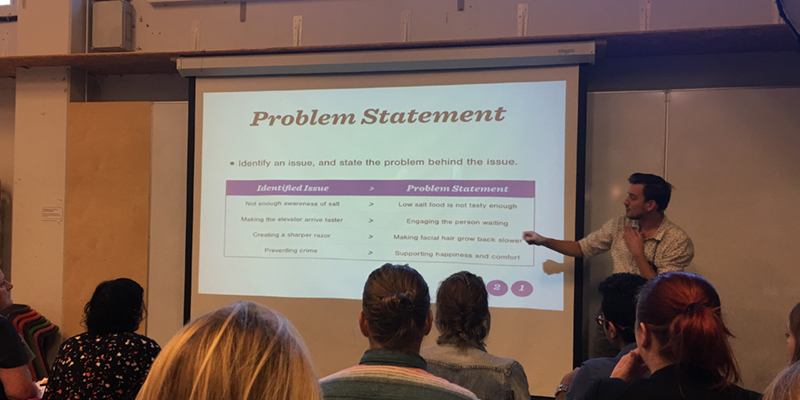 Problem Statement
• Identify an issue, and state the problem behind the issue.
Identified Issue > Problem Statement
Not enough awareness of salt > Low salt food is not tasty enough
Making the elevator arrive faster > Engaging the person waiting
Creating a sharper razor > Making facial hair grow back slower
Preventing crime > Supporting happiness and comfort
2 1